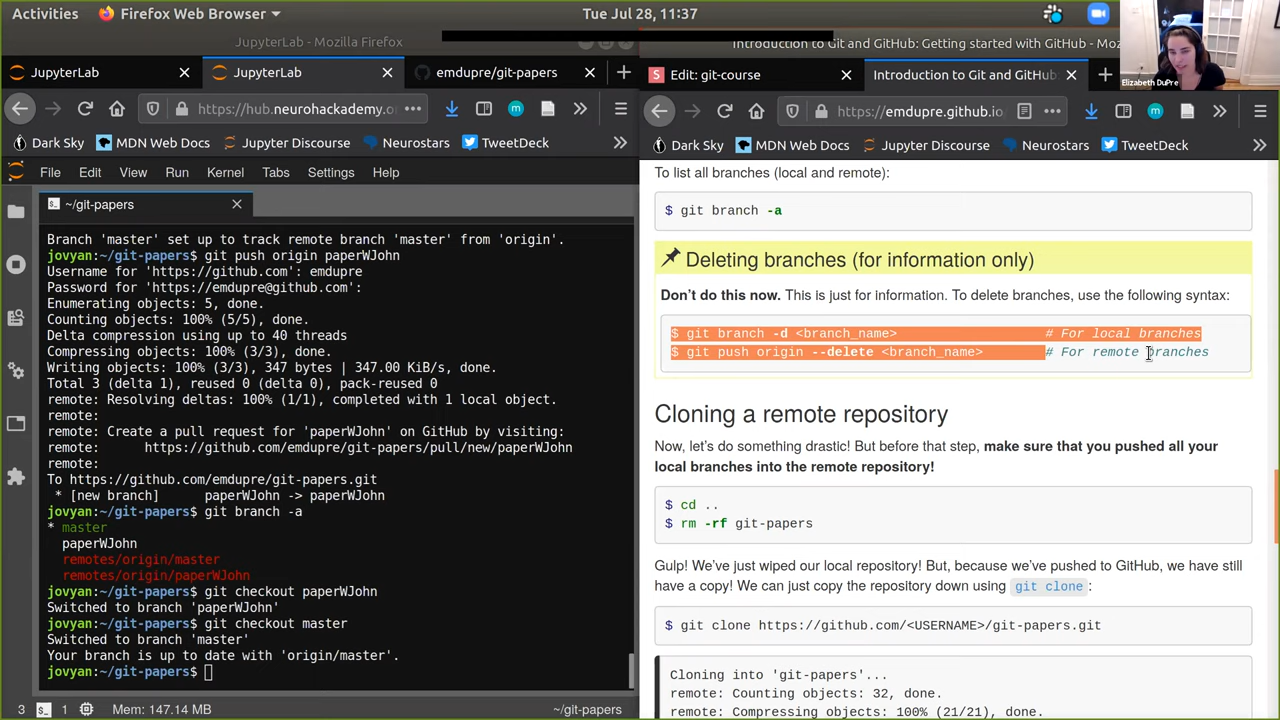 Activities
Firefox Web Browser
Tue Jul 28, 11:37
Elizabeth DuPre
JupyterLab - Mozilla Firefox
JupyterLab
JupyterLab
emdupre/git-papers
https://hub.neurohackademy.or
Dark Sky
MDN Web Docs
Jupyter Discourse
Neurostars
TweetDeck
File Edit View Run Kernel Tabs Settings Help
~/git-papers
Branch 'master' set up to track remote branch 'master' from 'origin'.
jovyan:~/git-papers$ git push origin paperWJohn
Username for 'https://github.com': emdupre
Password for 'https://emdupre@github.com':
Enumerating objects: 5, done.
Counting objects: 100% (5/5), done.
Delta compression using up to 40 threads
Compressing objects: 100% (3/3), done.
Writing objects: 100% (3/3), 347 bytes | 347.00 KiB/s, done.
Total 3 (delta 1), reused 0 (delta 0), pack-reused 0
remote: Resolving deltas: 100% (1/1), completed with 1 local object.
remote:
remote: Create a pull request for 'paperWJohn' on GitHub by visiting:
remote:      https://github.com/emdupre/git-papers/pull/new/paperWJohn
remote:
To https://github.com/emdupre/git-papers.git
 * [new branch]      paperWJohn -> paperWJohn
jovyan:~/git-papers$ git branch -a
* master
  paperWJohn
  remotes/origin/master
  remotes/origin/paperWJohn
jovyan:~/git-papers$ git checkout paperWJohn
Switched to branch 'paperWJohn'
jovyan:~/git-papers$ git checkout master
Switched to branch 'master'
Your branch is up to date with 'origin/master'.
jovyan:~/git-papers$
3 1 Mem: 147.14 MB ~/git-papers
Introduction to Git and GitHub: Getting started with GitHub - Mo
Edit: git-course
Introduction to Git and GitHub:
https://emdupre.github.io
Dark Sky
MDN Web Docs
Jupyter Discourse
Neurostars
TweetDeck
To list all branches (local and remote):
$ git branch -a
Deleting branches (for information only)
Don't do this now. This is just for information. To delete branches, use the following syntax:
$ git branch -d <branch_name> # For local branches
$ git push origin --delete <branch_name> # For remote branches
Cloning a remote repository
Now, let's do something drastic! But before that step, make sure that you pushed all your
local branches into the remote repository!
$ cd ..
$ rm -rf git-papers
Gulp! We've just wiped our local repository! But, because we've pushed to GitHub, we have still
have a copy! We can just copy the repository down using git clone:
$ git clone https://github.com/<USERNAME>/git-papers.git
Cloning into 'git-papers'...
remote: Counting objects: 32, done.
remote: Compressing objects: 100% (21/21), done.